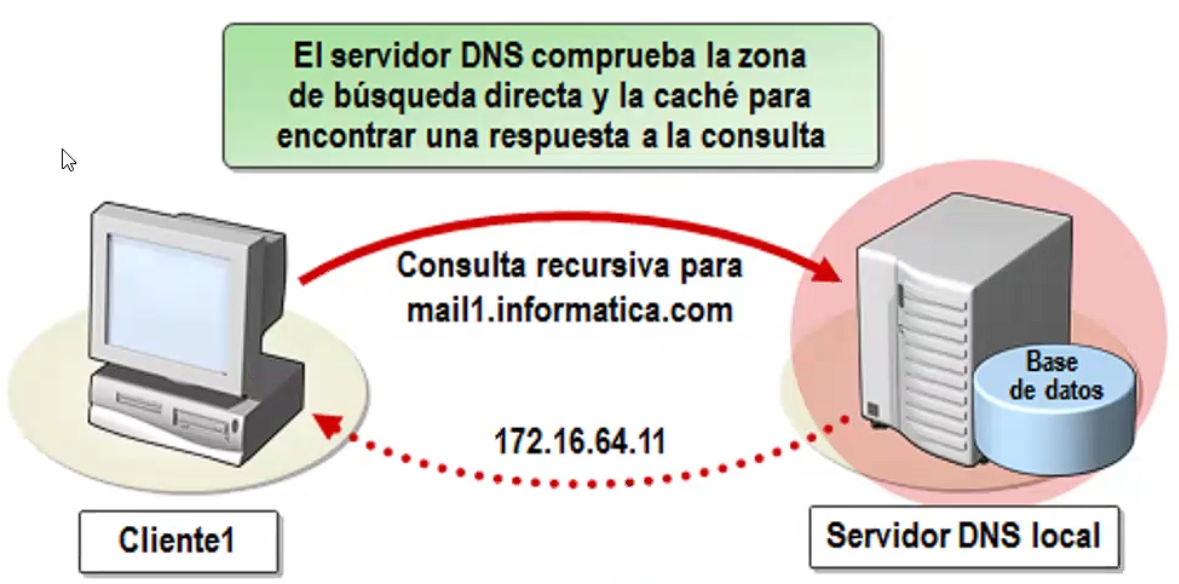 El servidor DNS comprueba la zona
de búsqueda directa y la caché para
encontrar una respuesta a la consulta
Consulta recursiva para
mail1.informatica.com
Base
de datos
172.16.64.11
Cliente1
Servidor DNS local